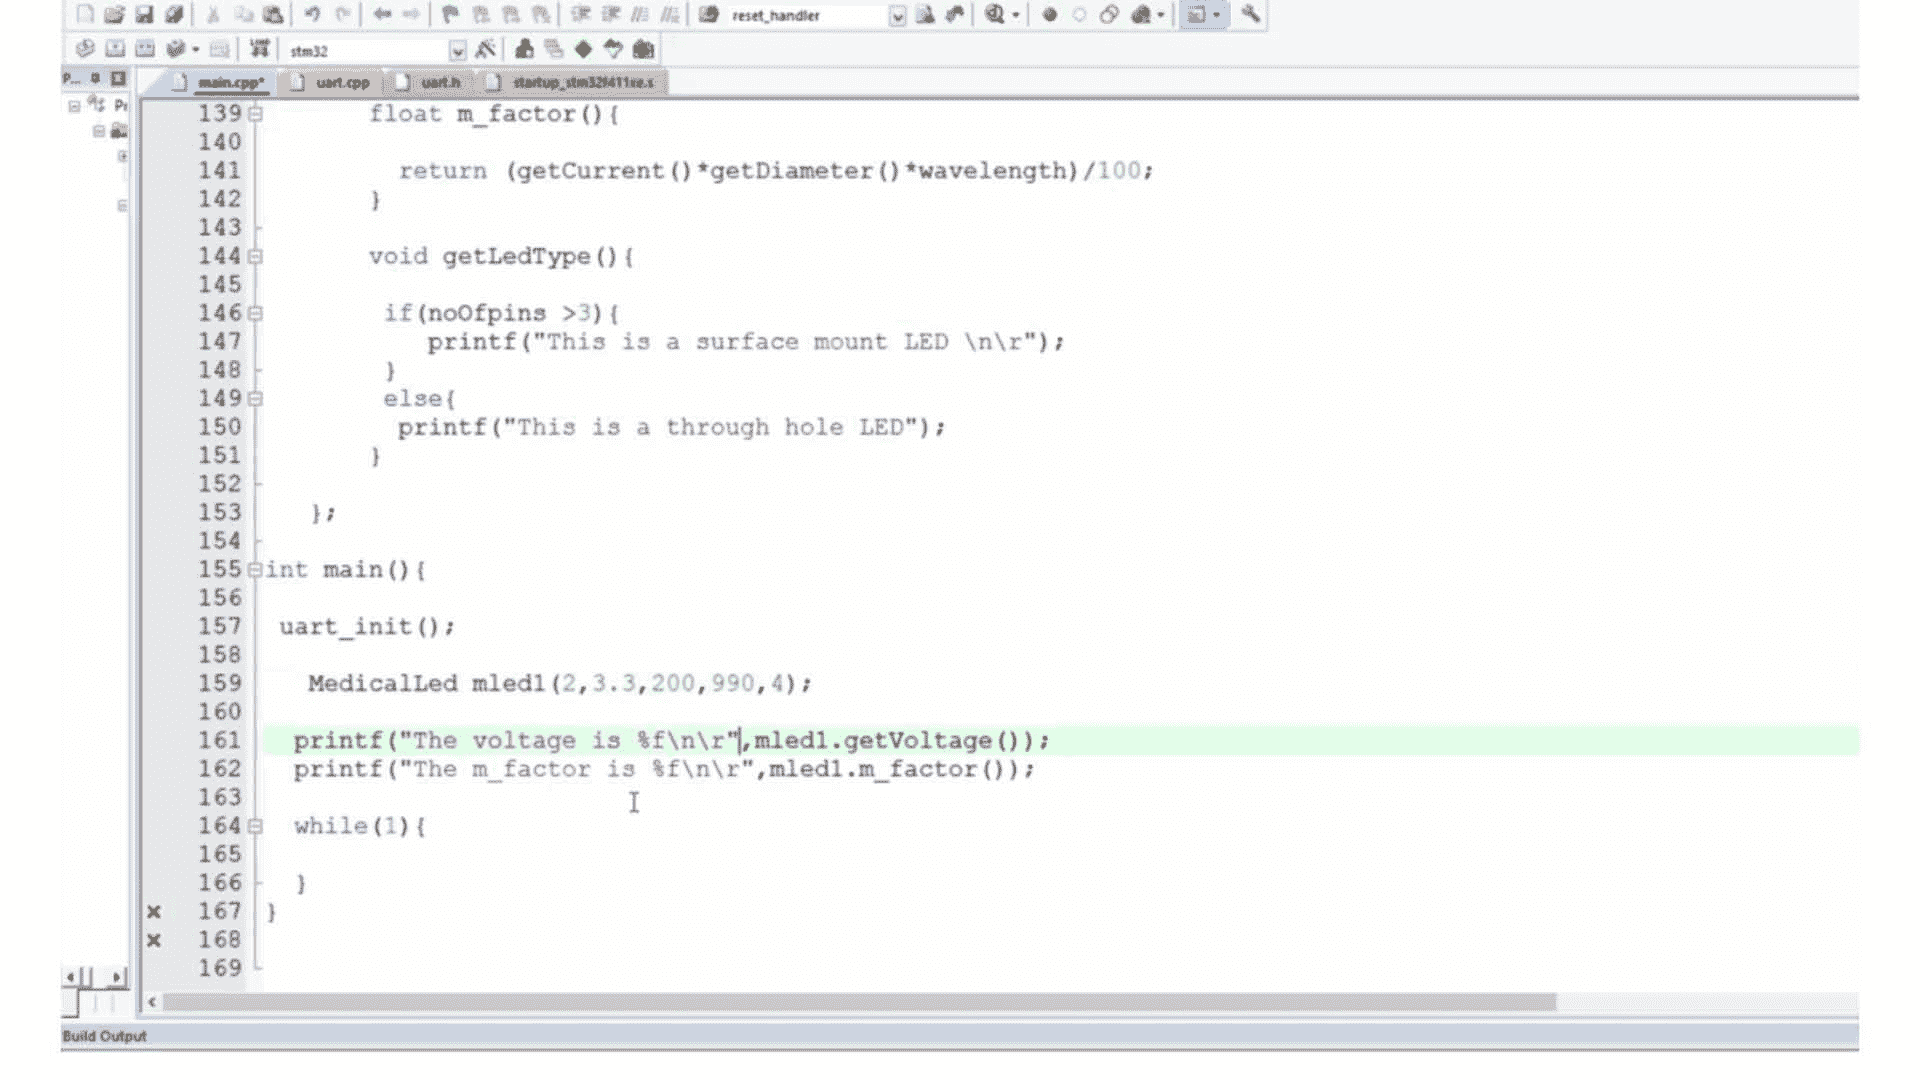 reset_handler
stm32
P...
main.cpp* uart.cpp uart.h startup_stm32f411xe.s
139 float m_factor(){
140
141 return (getCurrent()*getDiameter()*wavelength)/100;
142 }
143
144 void getLedType(){
145
146 if(noOfpins >3){
147 printf("This is a surface mount LED \n\r");
148 }
149 else{
150 printf("This is a through hole LED");
151 }
152
153 };
154
155 int main(){
156
157 uart_init();
158
159 MedicalLed mled1(2,3.3,200,990,4);
160
161 printf("The voltage is %f\n\r",mled1.getVoltage());
162 printf("The m_factor is %f\n\r",mled1.m_factor());
163
164 while(1){
165
166 }
167 }
168
169
Build Output